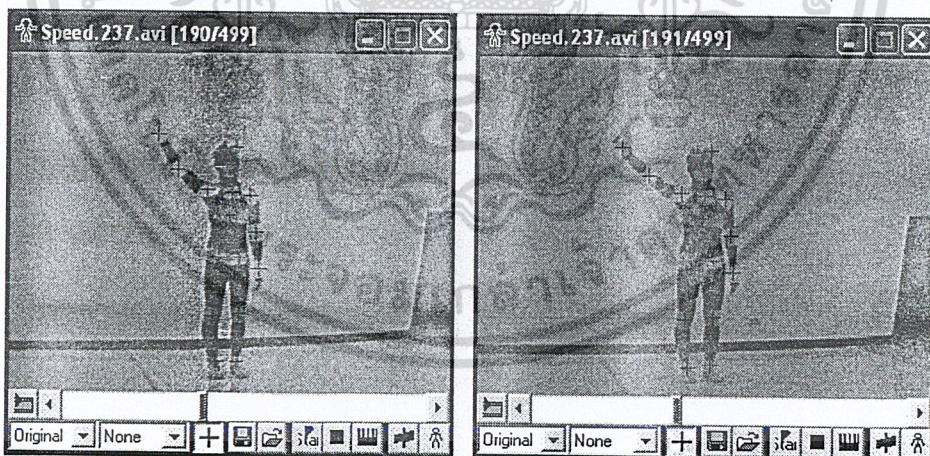 Speed.237.avi [190/499]
Original None
Speed.237.avi [191/499]
Original None